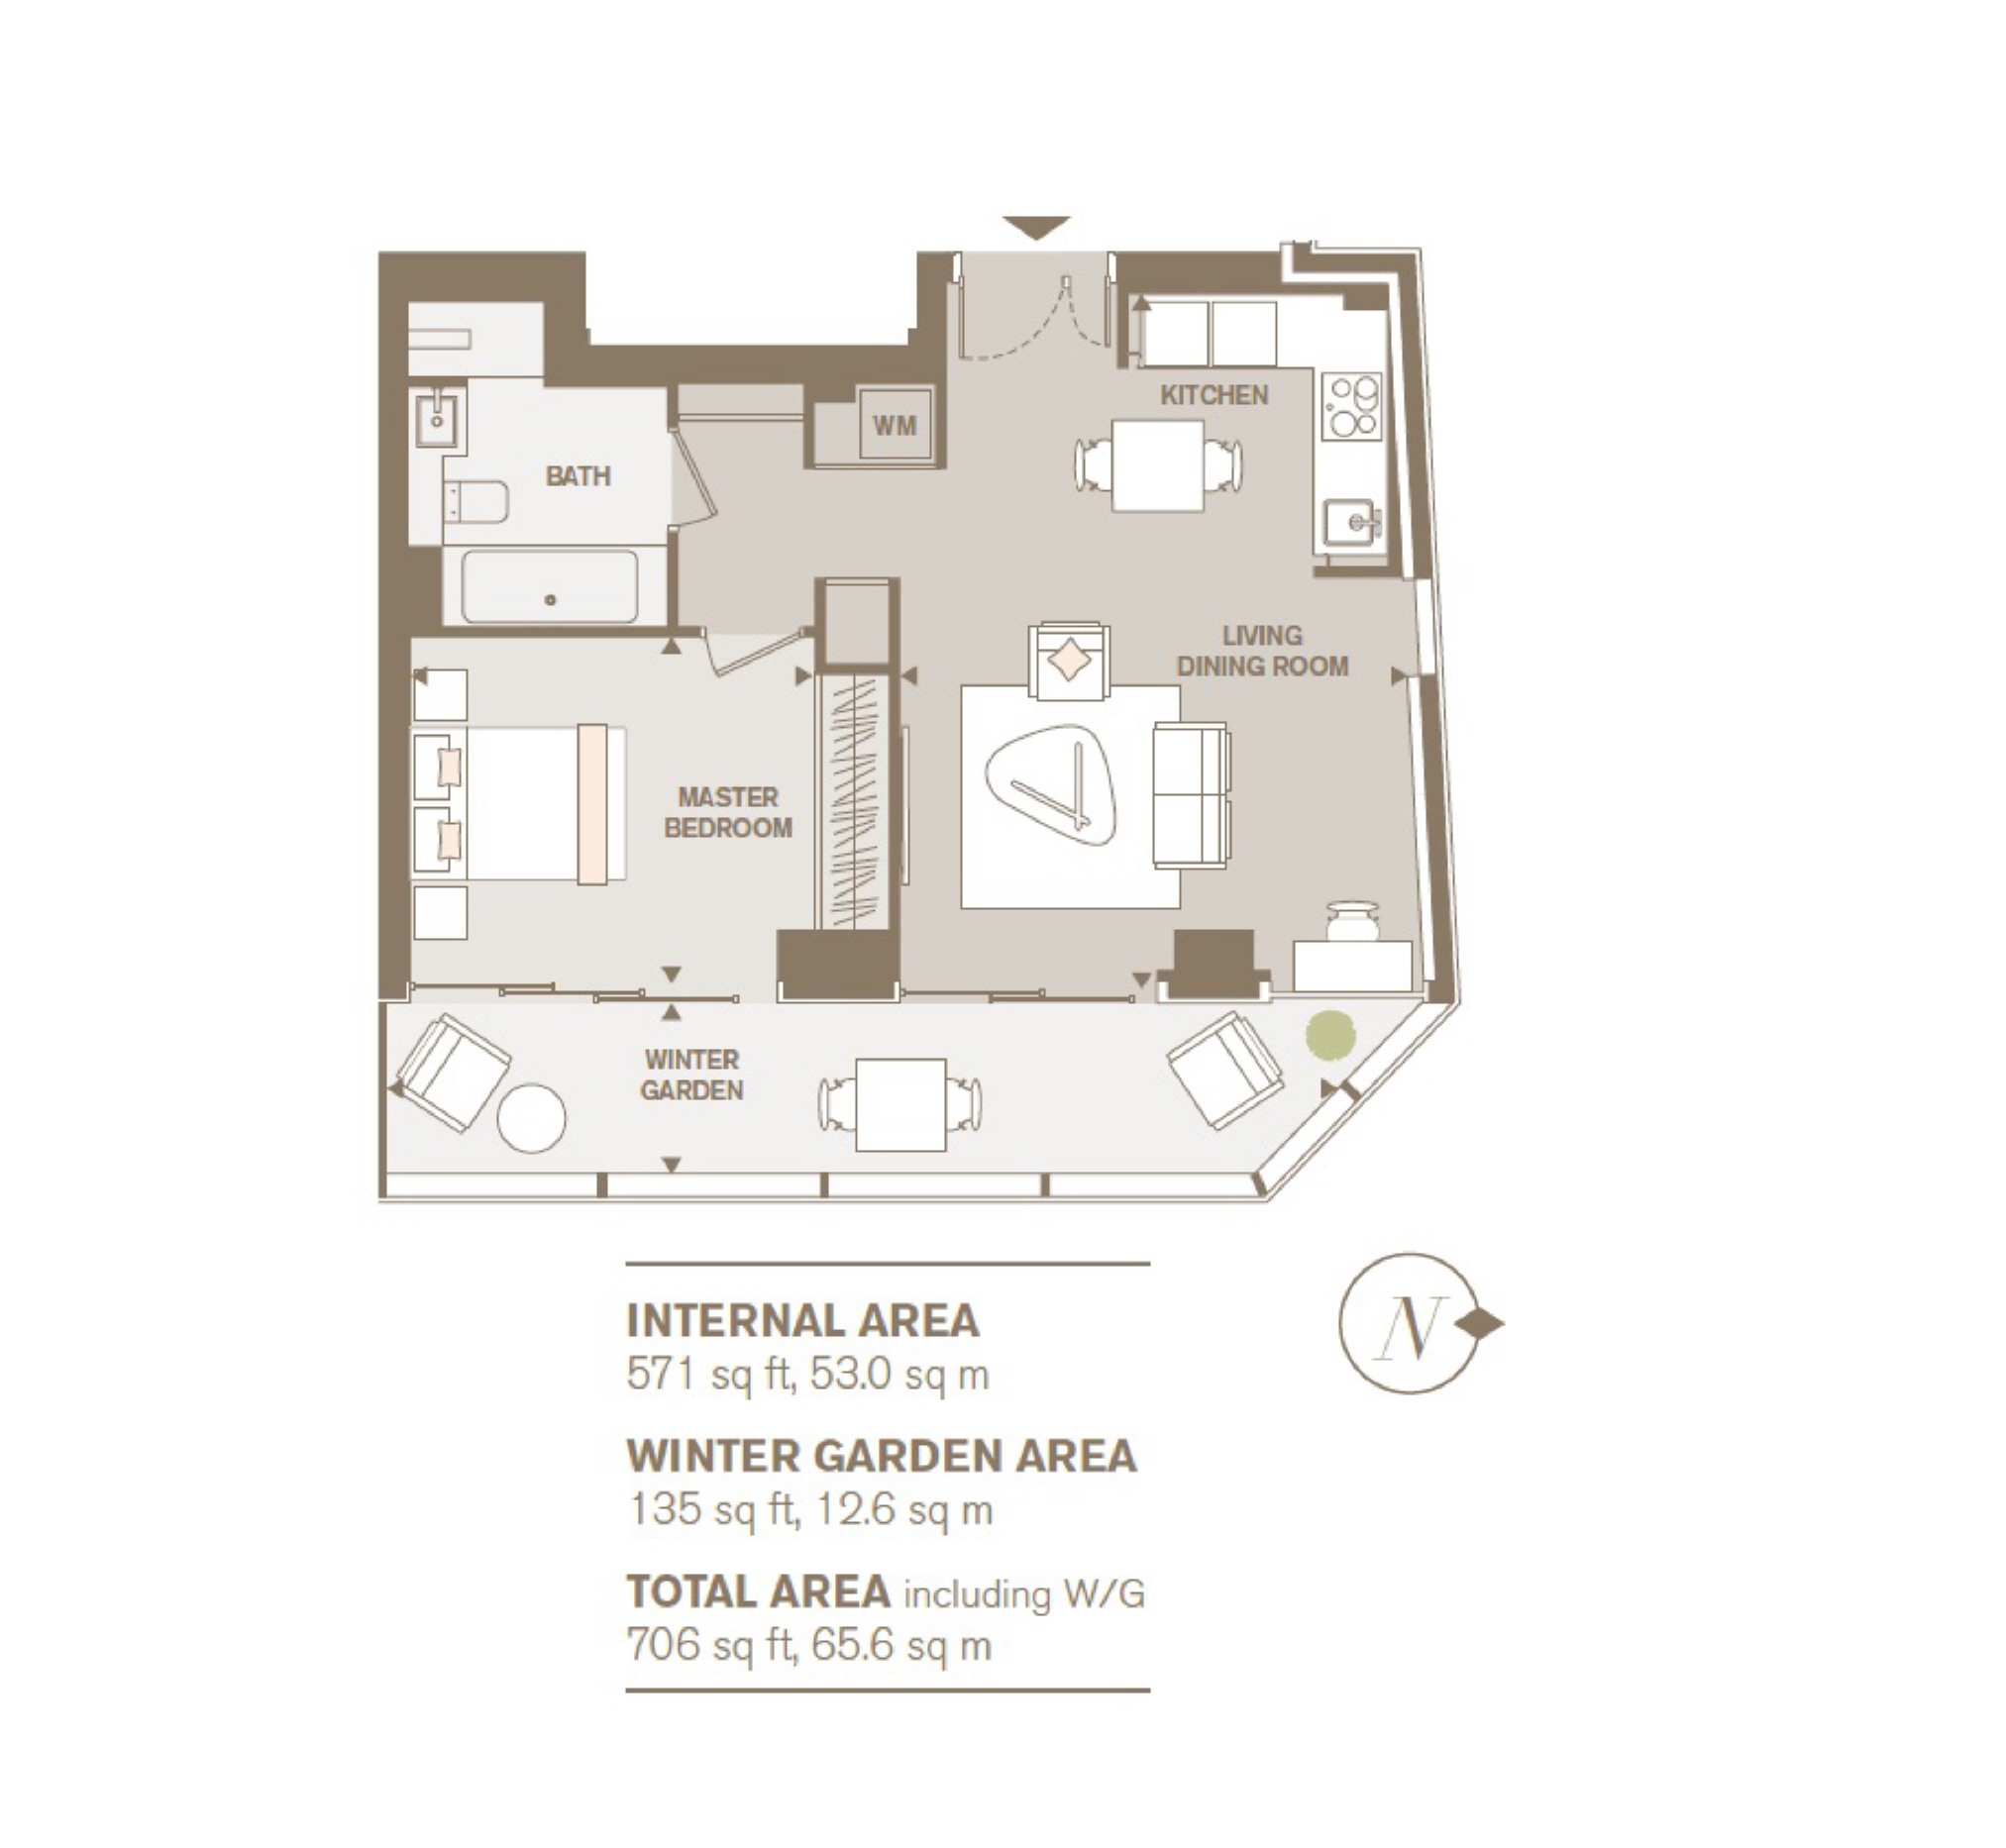 WM
KITCHEN
BATH
LIVING
DINING ROOM
MASTER
BEDROOM
WINTER
GARDEN
INTERNAL AREA
571 sq ft, 53.0 sq m
N
WINTER GARDEN AREA
135 sq ft, 12.6 sq m
TOTAL AREA including W/G
706 sq ft, 65.6 sq m